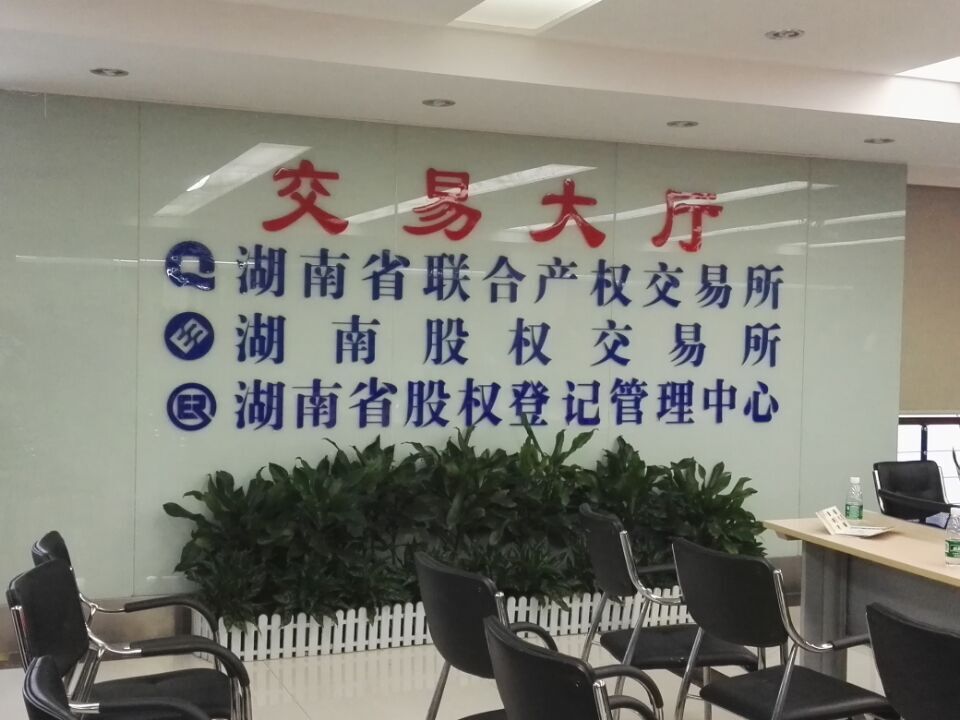 交易大厅
湖南省联合产权交易所
湖南股权交易所
湖南省股权登记管理中心